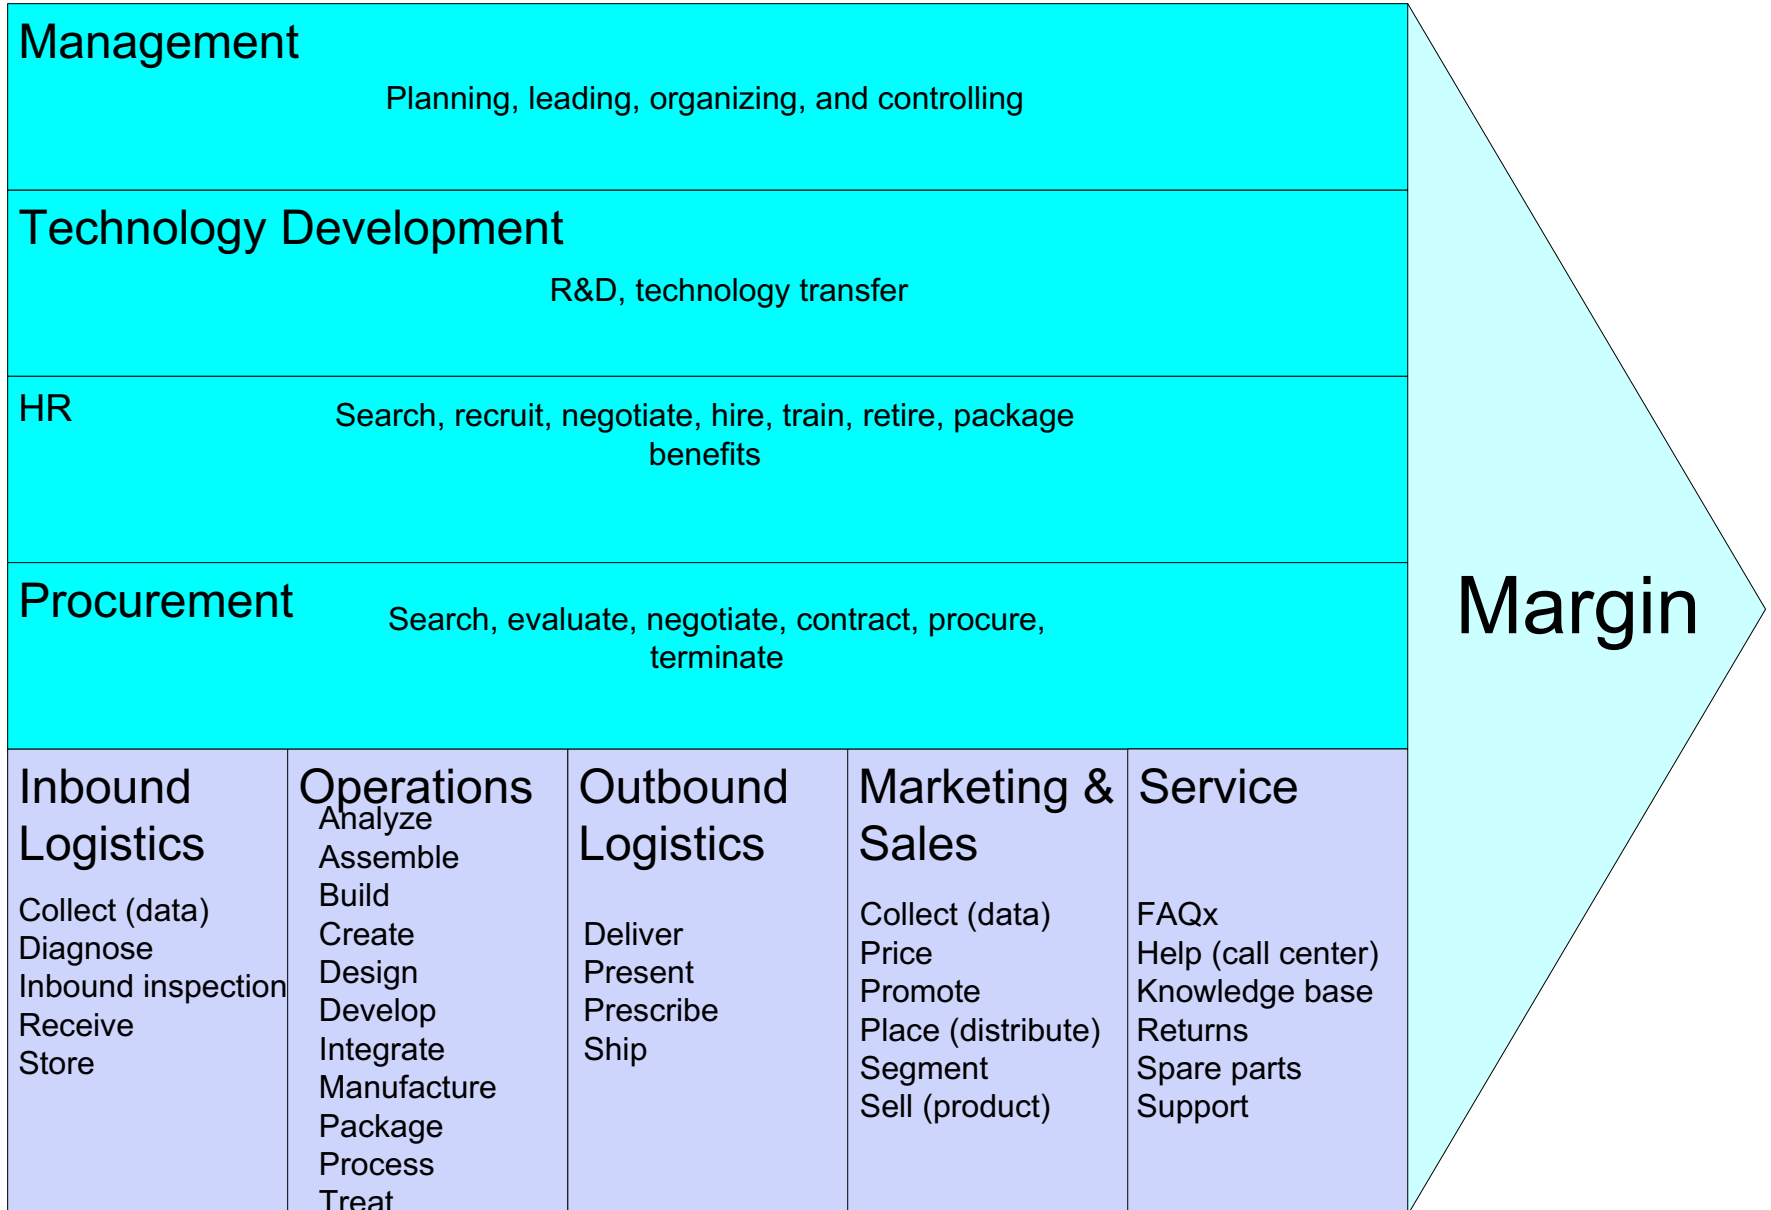 Management
Planning, leading, organizing, and controlling
Technology Development
R&D, technology transfer
HR
Search, recruit, negotiate, hire, train, retire, package
benefits
Procurement
Search, evaluate, negotiate, contract, procure,
terminate
Margin
Inbound
Logistics
Collect (data)
Diagnose
Inbound inspection
Receive
Store
Operations
Analyze
Assemble
Build
Create
Design
Develop
Integrate
Manufacture
Package
Process
Treat
Outbound
Logistics
Deliver
Present
Prescribe
Ship
Marketing &
Sales
Collect (data)
Price
Promote
Place (distribute)
Segment
Sell (product)
Service
FAQx
Help (call center)
Knowledge base
Returns
Spare parts
Support